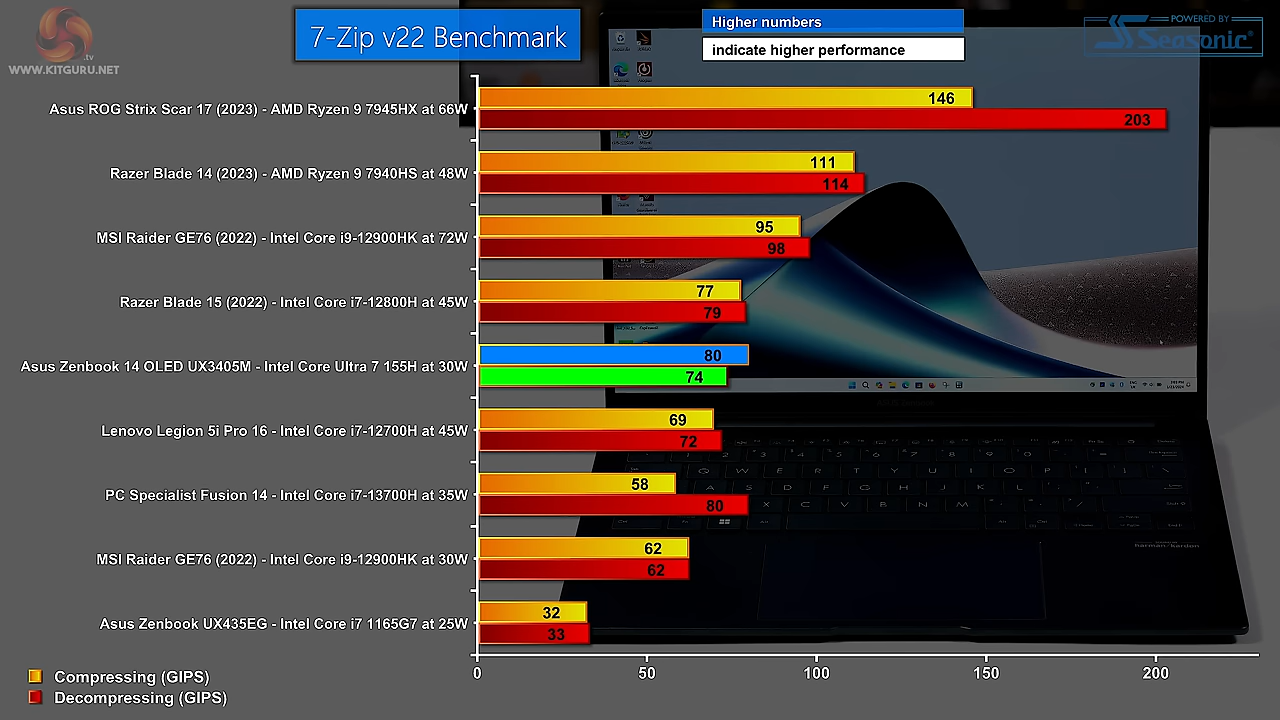 7-Zip v22 Benchmark
Higher numbers
indicate higher performance
POWERED BY
Seasonic®
.tv
WWW.KITGURU.NET
Asus ROG Strix Scar 17 (2023) - AMD Ryzen 9 7945HX at 66W
146
203
Razer Blade 14 (2023) - AMD Ryzen 9 7940HS at 48W
111
114
MSI Raider GE76 (2022) - Intel Core i9-12900HK at 72W
95
98
Razer Blade 15 (2022) - Intel Core i7-12800H at 45W
77
79
Asus Zenbook 14 OLED UX3405M - Intel Core Ultra 7 155H at 30W
80
74
Lenovo Legion 5i Pro 16 - Intel Core i7-12700H at 45W
69
72
PC Specialist Fusion 14 - Intel Core i7-13700H at 35W
58
80
MSI Raider GE76 (2022) - Intel Core i9-12900HK at 30W
62
62
Asus Zenbook UX435EG - Intel Core i7 1165G7 at 25W
32
33
0 50 100 150 200
Compressing (GIPS)
Decompressing (GIPS)
harman/kardon